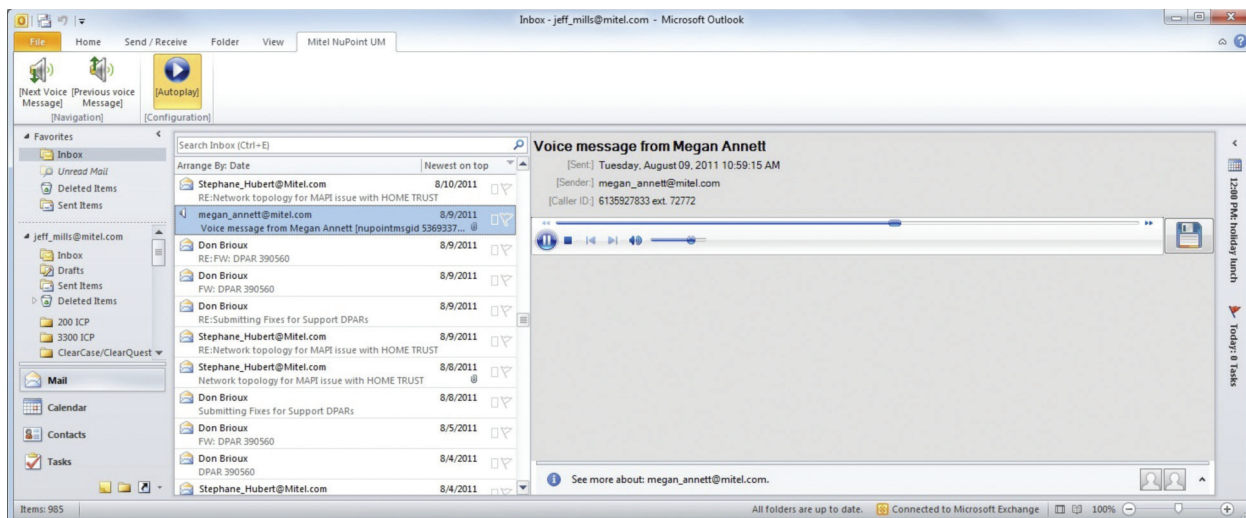 Inbox - jeff_mills@mitel.com - Microsoft Outlook
File Home Send / Receive Folder View Mitel NuPoint UM
[Next Voice Message] [Previous voice Message] [Autoplay]
[Navigation] [Configuration]
Favorites
Inbox
Unread Mail
Deleted Items
Sent Items
jeff_mills@mitel.com
Inbox
Drafts
Sent Items
Deleted Items
200 ICP
3300 ICP
ClearCase/ClearQuest
Mail
Calendar
Contacts
Tasks
Search Inbox (Ctrl+E)
Arrange By: Date Newest on top
Stephane_Hubert@Mitel.com 8/10/2011
RE:Network topology for MAPI issue with HOME TRUST
megan_annett@mitel.com 8/9/2011
Voice message from Megan Annett [nupointmsgid 5369337...
Don Brioux 8/9/2011
RE: FW: DPAR 390560
Don Brioux 8/9/2011
FW: DPAR 390560
Don Brioux 8/9/2011
RE:Submitting Fixes for Support DPARs
Stephane_Hubert@Mitel.com 8/9/2011
RE:Network topology for MAPI issue with HOME TRUST
Stephane_Hubert@Mitel.com 8/8/2011
Network topology for MAPI issue with HOME TRUST
Don Brioux 8/8/2011
Submitting Fixes for Support DPARs
Don Brioux 8/5/2011
FW: DPAR 390560
Don Brioux 8/4/2011
DPAR 390560
Stephane_Hubert@Mitel.com 8/4/2011
Voice message from Megan Annett
[Sent:] Tuesday, August 09, 2011 10:59:15 AM
[Sender:] megan_annett@mitel.com
[Caller ID:] 6135927833 ext. 72772
See more about: megan_annett@mitel.com.
12:00 PM: holiday lunch
Today: 0 Tasks
Items: 985
All folders are up to date. Connected to Microsoft Exchange 100%